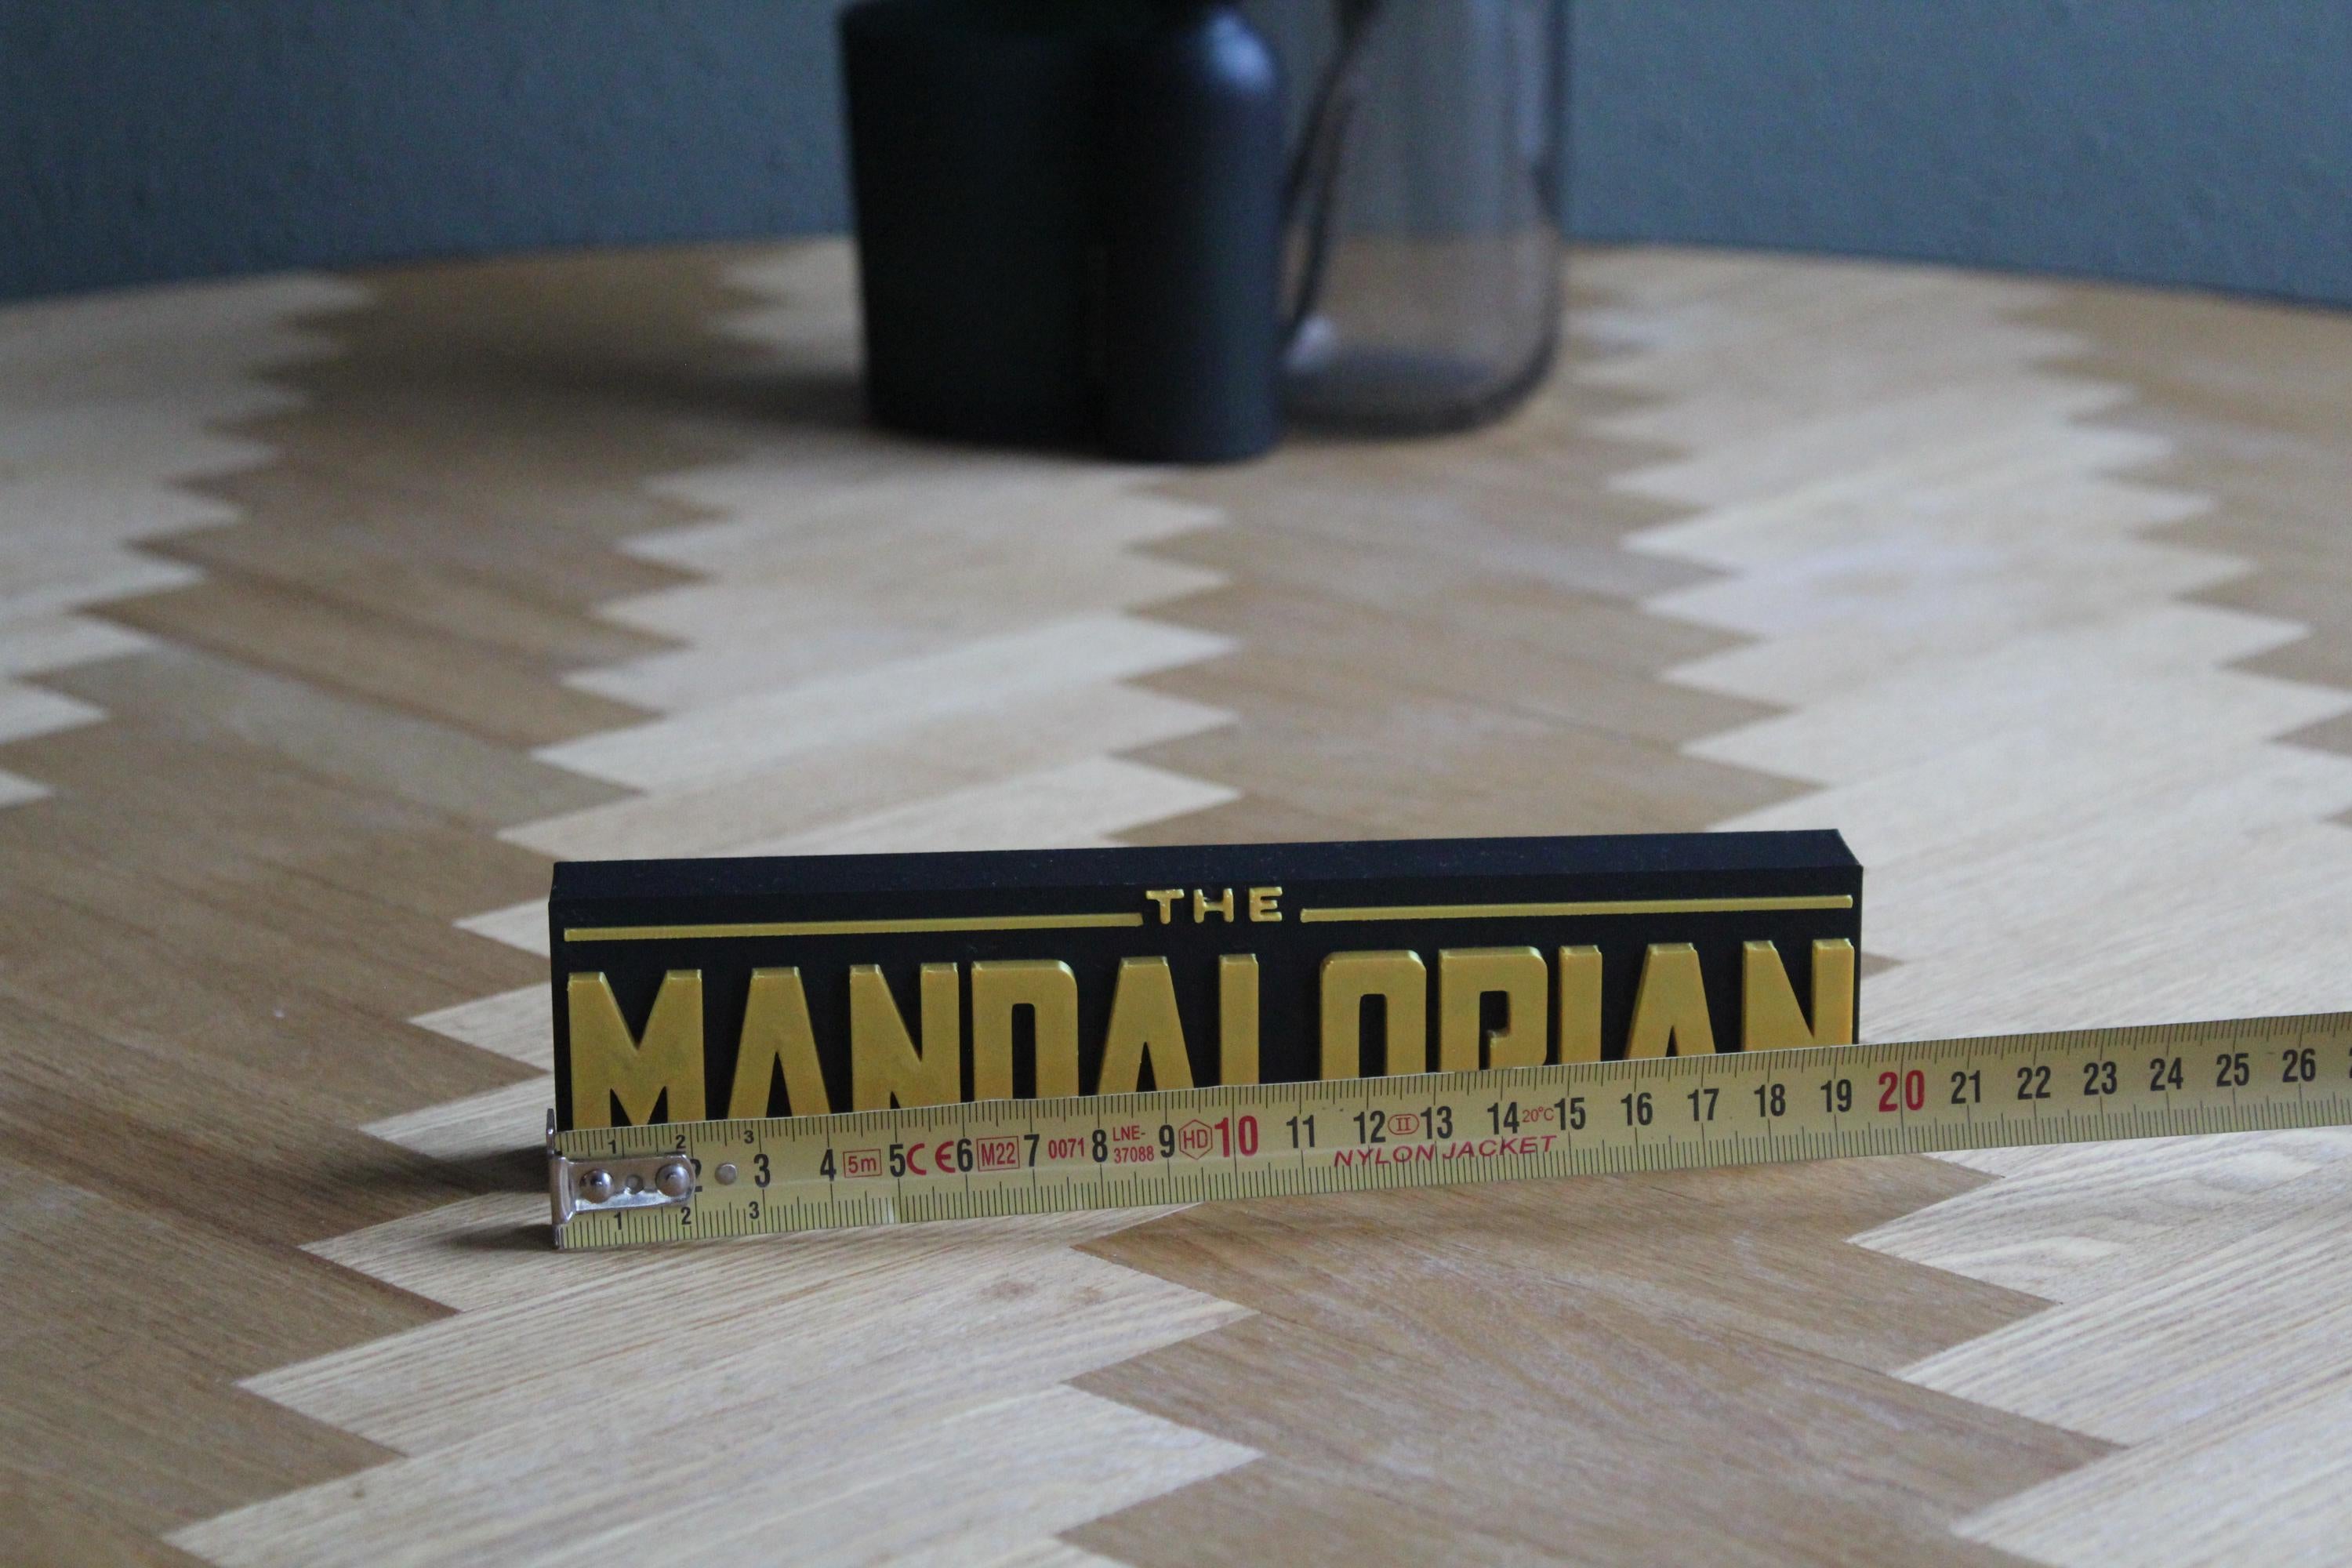 THE
MANDALORIAN
1 2 3
2 3 4 5m 5 CE 6 M22 7 0071 8 LNE-37088 9 HD 10 11 12 II 13 14 20°C 15 16 17 18 19 20 21 22 23 24 25 26
NYLON JACKET
1 2 3